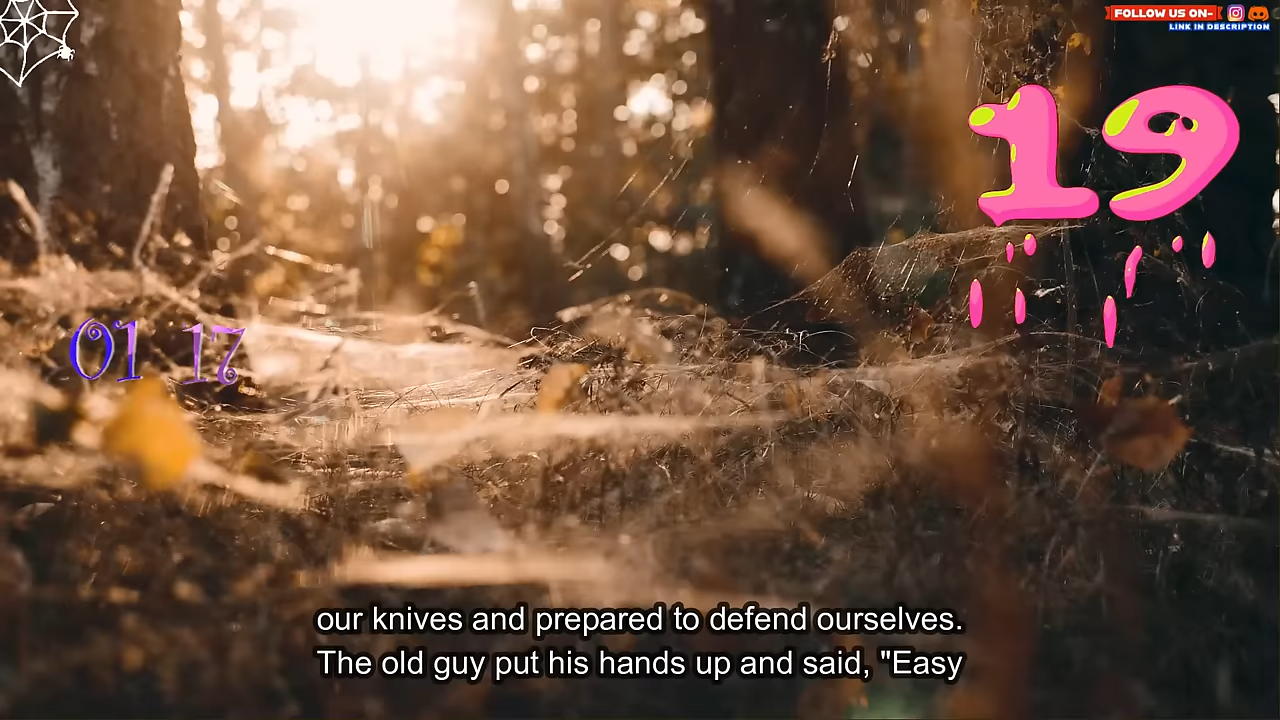 FOLLOW US ON-
LINK IN DESCRIPTION
19
01 17
our knives and prepared to defend ourselves.
The old guy put his hands up and said, "Easy